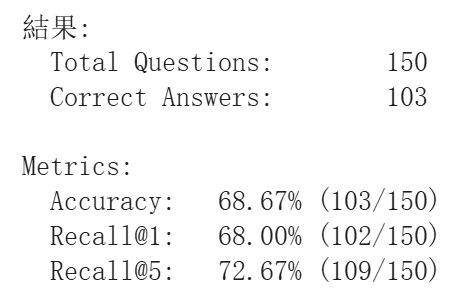 結果:
Total Questions: 150
Correct Answers: 103
Metrics:
Accuracy: 68.67% (103/150)
Recall@1: 68.00% (102/150)
Recall@5: 72.67% (109/150)